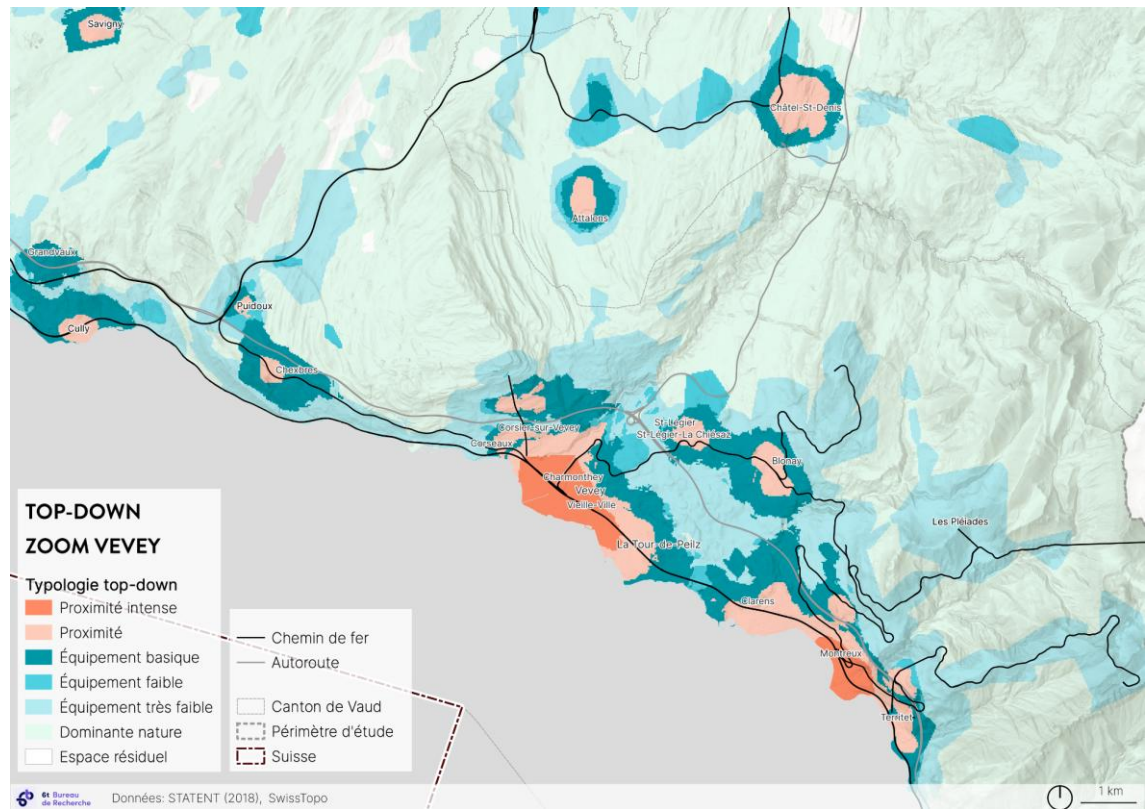 Savigny
Châtel-St-Denis
Attalens
Grandvaux
Puidoux
Cully
Chexbres
Corsier-sur-Vevey
Corseaux
St-Légier
St-Légier-La Chiésaz
Blonay
Charmonthey
Vevey
Vieille-Ville
La Tour-de-Peilz
Les Pléiades
Clarens
Montreux
Territet
TOP-DOWN
ZOOM VEVEY
Typologie top-down
Proximité intense
Proximité
Équipement basique
Équipement faible
Équipement très faible
Dominante nature
Espace résiduel
Chemin de fer
Autoroute
Canton de Vaud
Périmètre d'étude
Suisse
6t Bureau
de Recherche
Données: STATENT (2018), SwissTopo
1 km